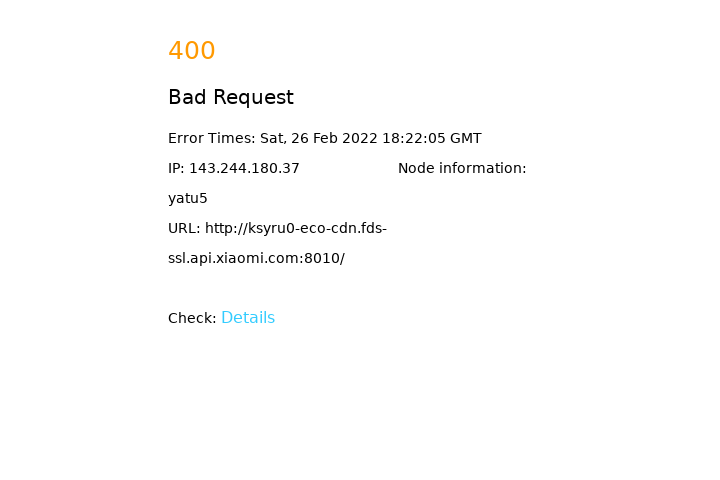 400
Bad Request
Error Times: Sat, 26 Feb 2022 18:22:05 GMT
IP: 143.244.180.37 Node information:
yatu5
URL: http://ksyru0-eco-cdn.fds-
ssl.api.xiaomi.com:8010/
Check: Details